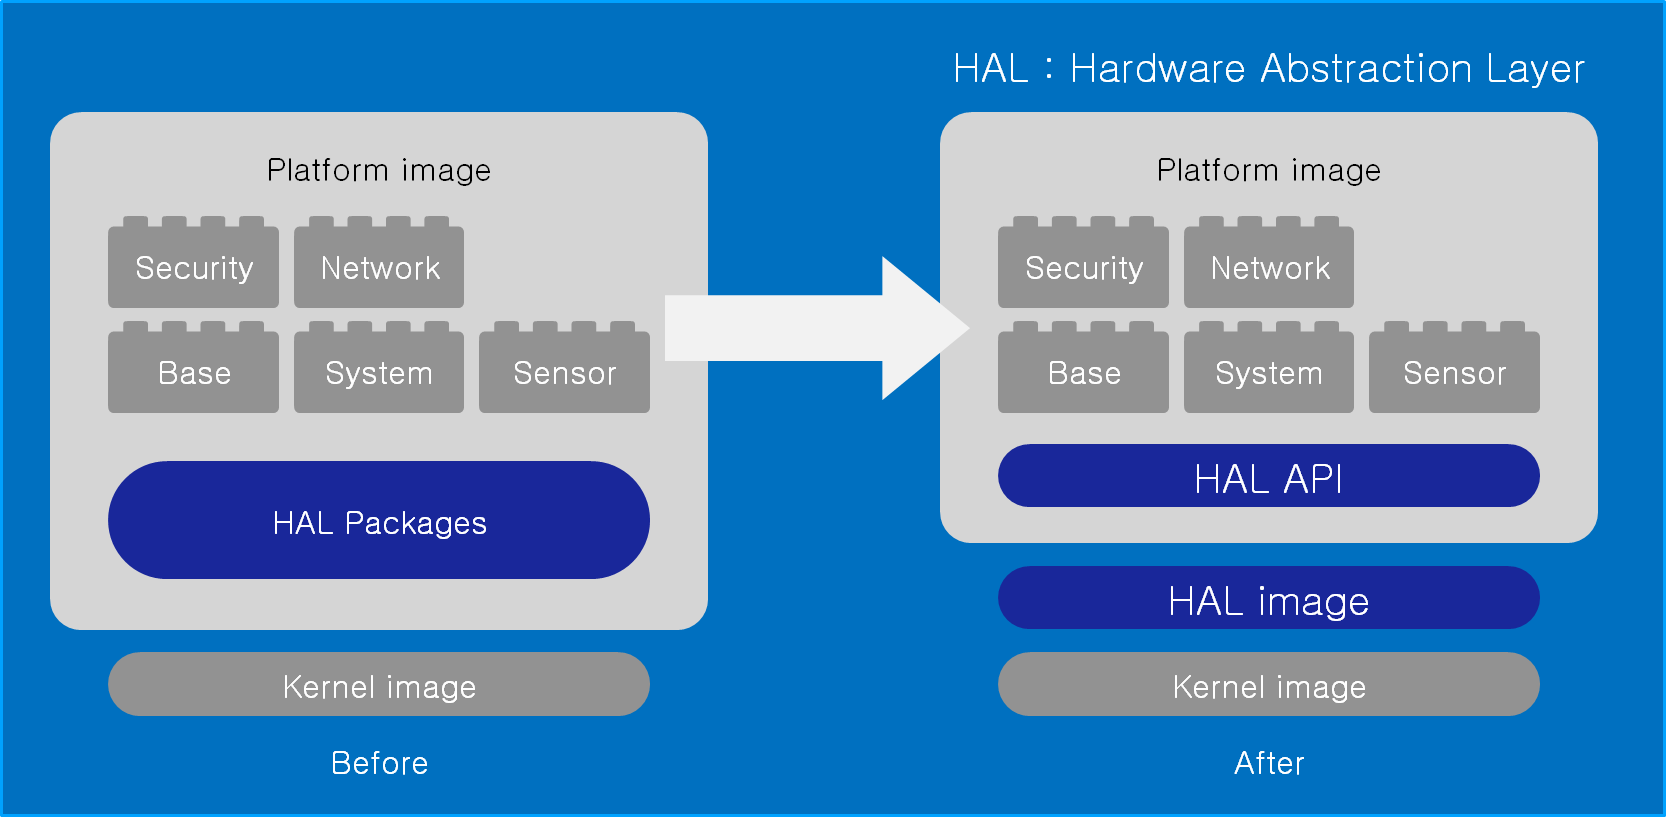 HAL : Hardware Abstraction Layer
Platform image
Security
Network
Base
System
Sensor
HAL Packages
Kernel image
Before
Platform image
Security
Network
Base
System
Sensor
HAL API
HAL image
Kernel image
After